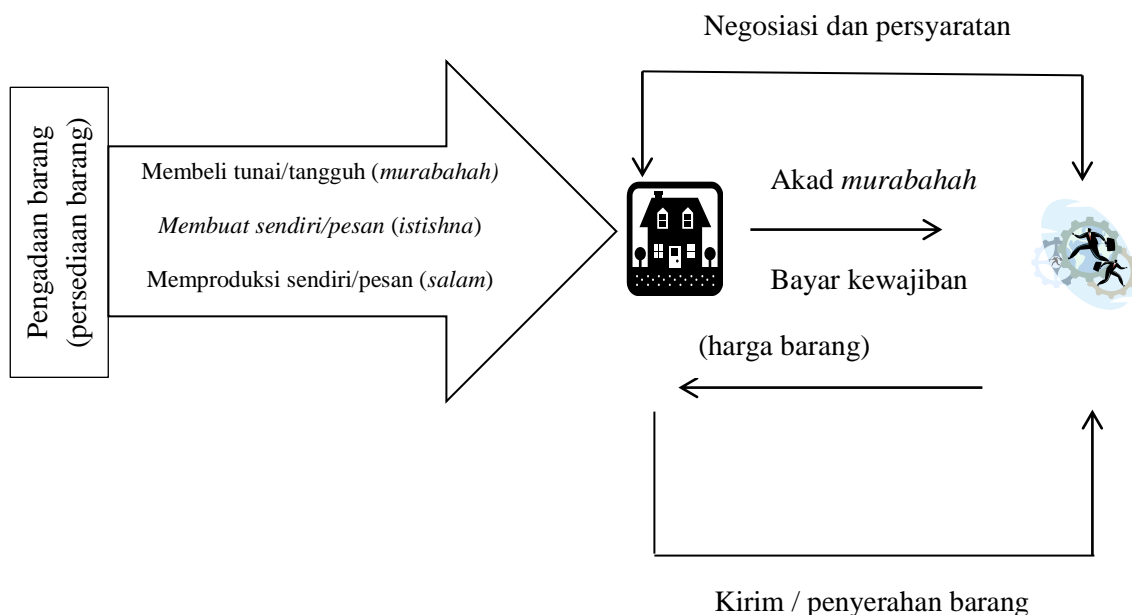 Negosiasi dan persyaratan
Pengadaan barang
(persediaan barang)
Membeli tunai/tangguh (murabahah)
Membuat sendiri/pesan (istishna)
Memproduksi sendiri/pesan (salam)
Akad murabahah
Bayar kewajiban
(harga barang)
Kirim / penyerahan barang